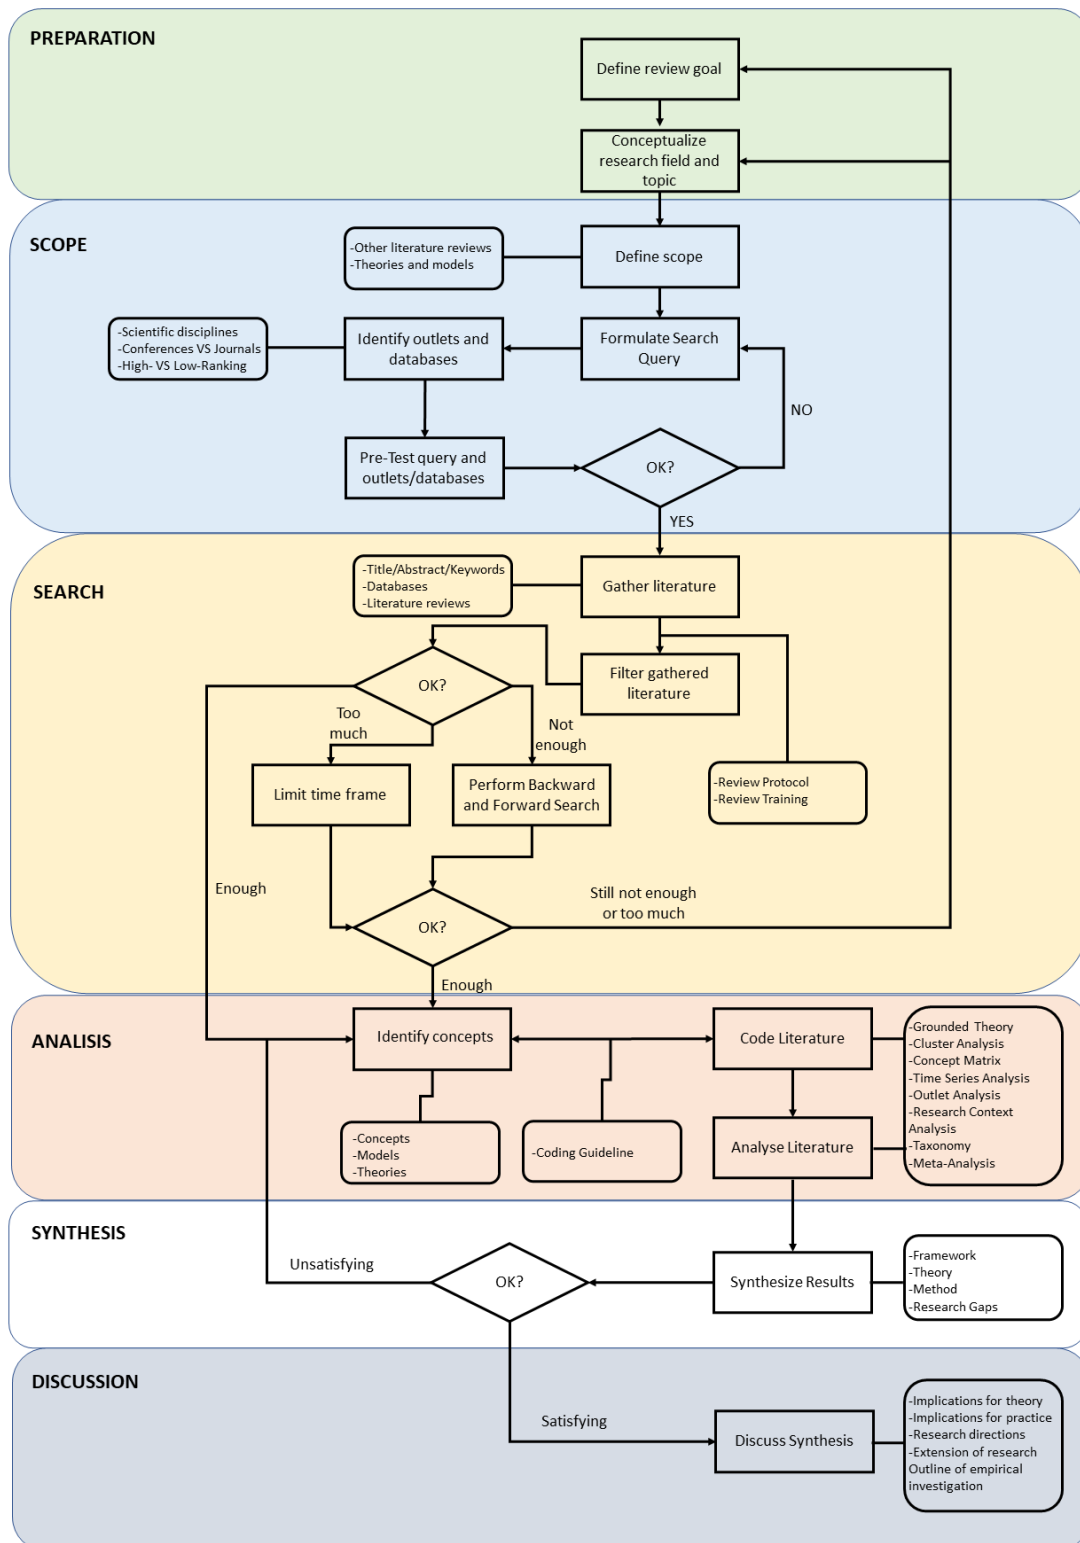 PREPARATION
Define review goal
Conceptualize
research field and
topic
SCOPE
-Other literature reviews
-Theories and models
Define scope
-Scientific disciplines
-Conferences VS Journals
-High- VS Low-Ranking
Identify outlets and
databases
Formulate Search
Query
NO
Pre-Test query and
outlets/databases
OK?
YES
SEARCH
-Title/Abstract/Keywords
-Databases
-Literature reviews
Gather literature
OK?
Filter gathered
literature
Too
much
Not
enough
Limit time frame
Perform Backward
and Forward Search
-Review Protocol
-Review Training
Enough
Still not enough
or too much
OK?
Enough
ANALISIS
Identify concepts
Code Literature
-Grounded Theory
-Cluster Analysis
-Concept Matrix
-Time Series Analysis
-Outlet Analysis
-Research Context
Analysis
-Taxonomy
-Meta-Analysis
-Concepts
-Models
-Theories
-Coding Guideline
Analyse Literature
SYNTHESIS
Unsatisfying
OK?
Synthesize Results
-Framework
-Theory
-Method
-Research Gaps
DISCUSSION
Satisfying
Discuss Synthesis
-Implications for theory
-Implications for practice
-Research directions
-Extension of research
Outline of empirical
investigation